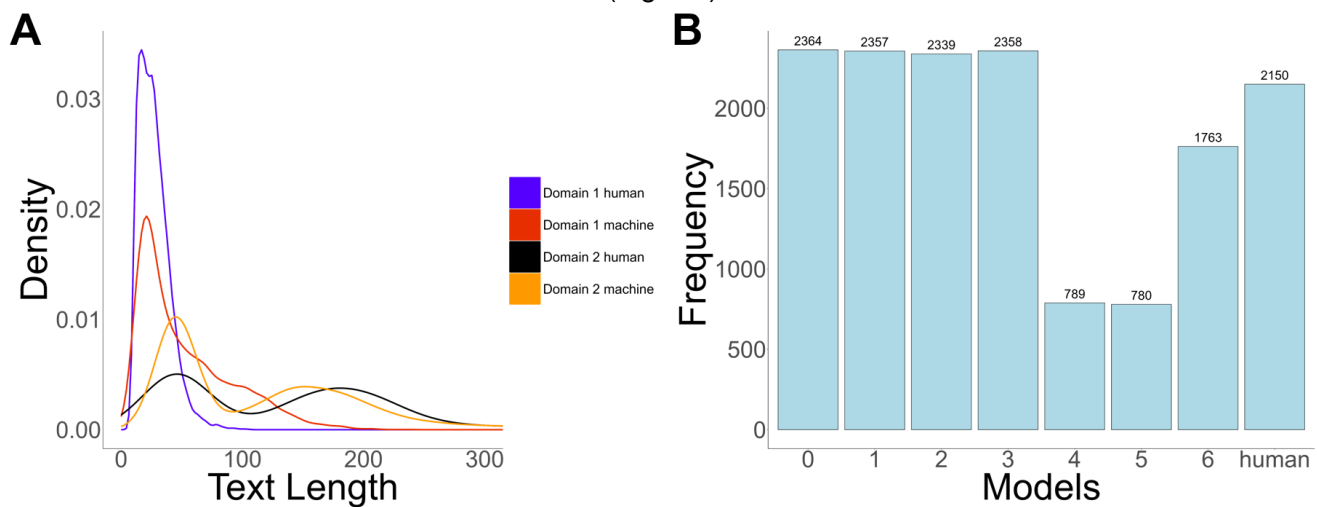 A
Density
0.03
0.02
0.01
0.00
0 100 200 300
Text Length
Domain 1 human
Domain 1 machine
Domain 2 human
Domain 2 machine
B
Frequency
2000
1500
1000
500
0
2364 2357 2339 2358 789 780 1763 2150
0 1 2 3 4 5 6 human
Models